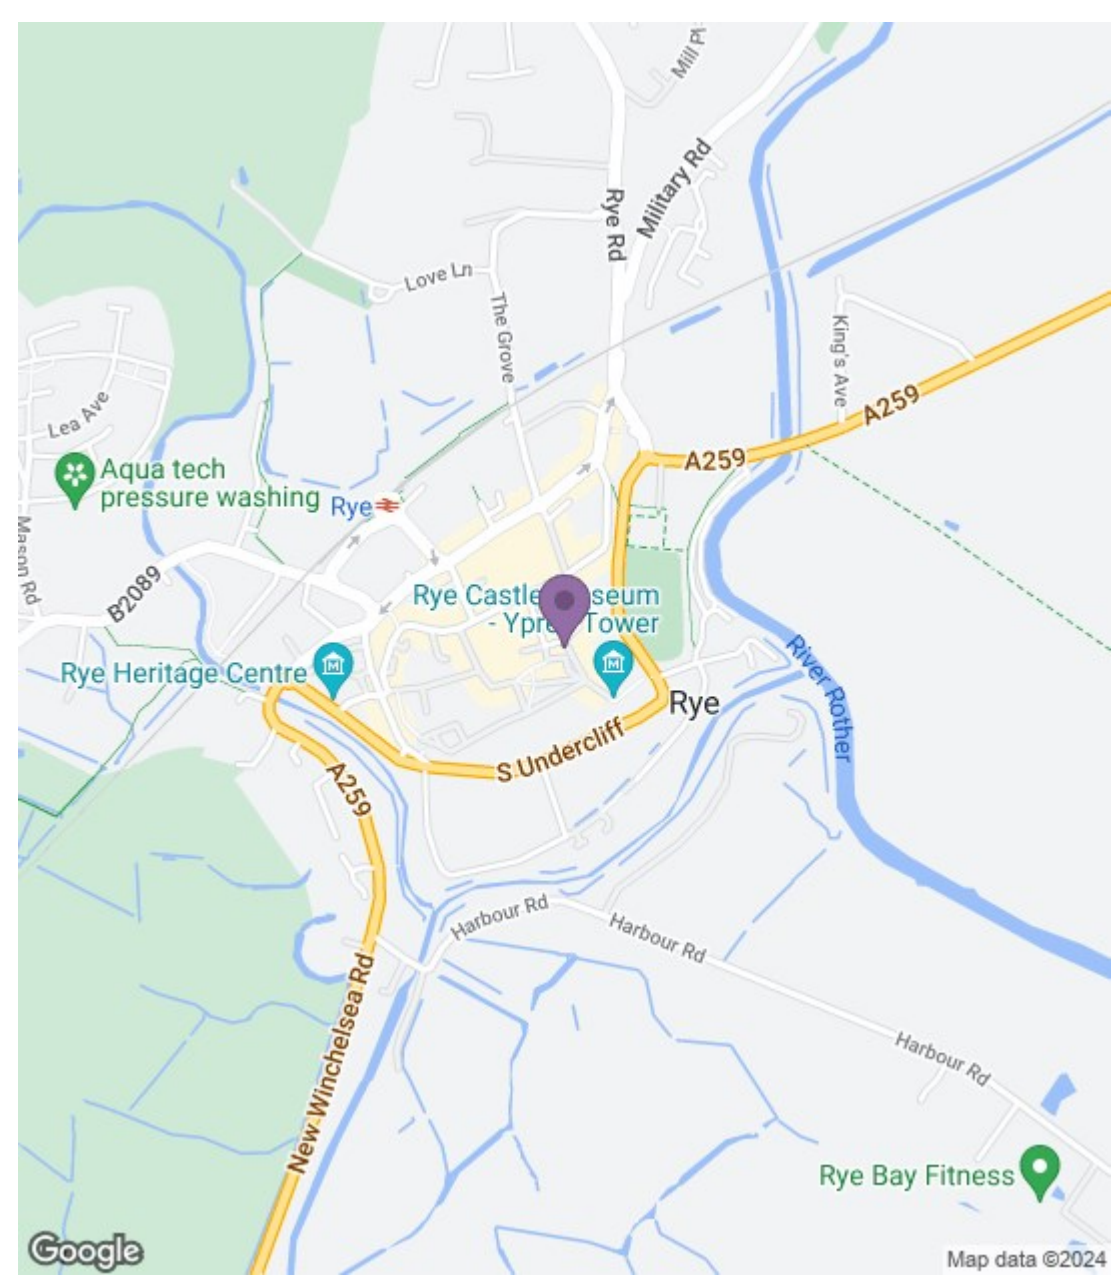 Mill Pl
Military Rd
Rye Rd
Love Ln
The Grove
King's Ave
A259
Lea Ave
A259
Aqua tech
pressure washing
Rye
Mason Rd
B2089
Rye Castle Museum
- Ypres Tower
Rye Heritage Centre
River Rother
Rye
S Undercliff
A259
Harbour Rd
Harbour Rd
New Winchelsea Rd
Harbour Rd
Rye Bay Fitness
Google
Map data ©2024